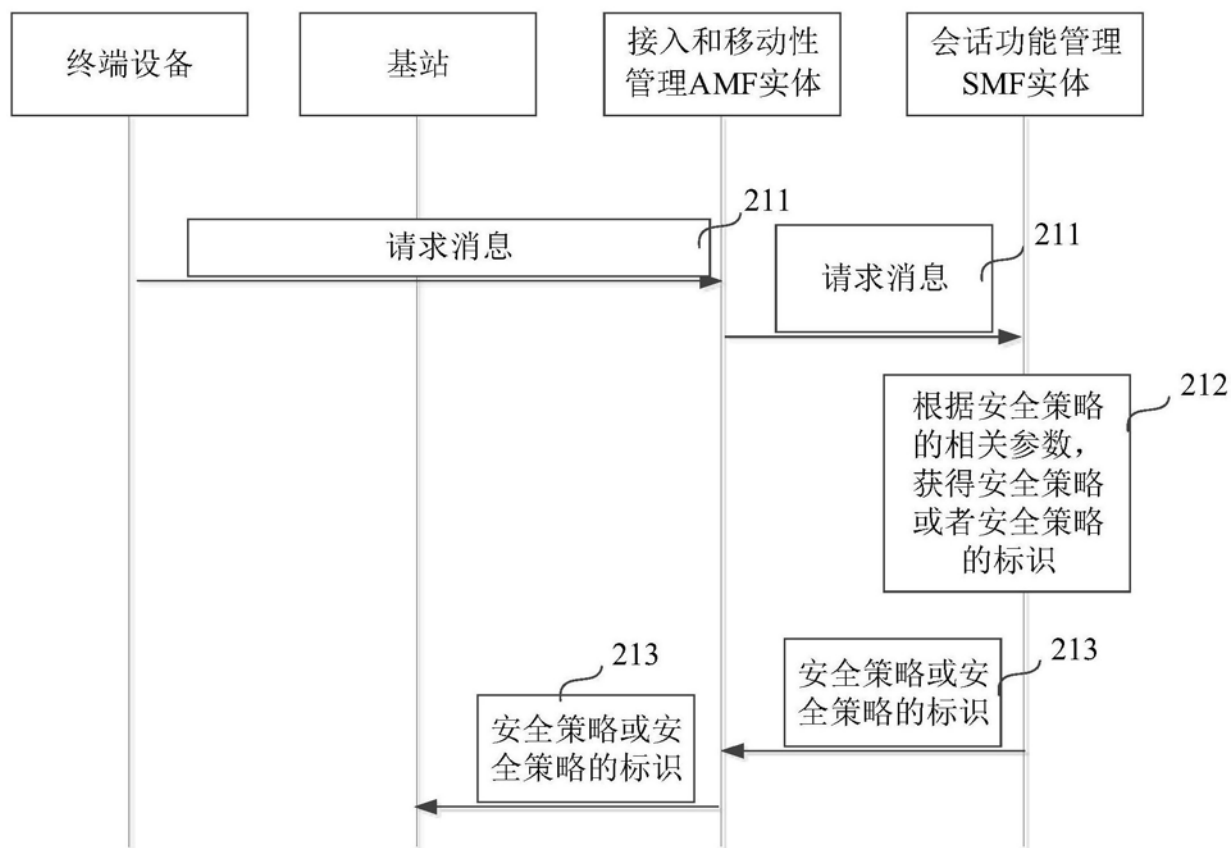 终端设备
基站
接入和移动性
管理AMF实体
会话功能管理
SMF实体
211
请求消息
211
请求消息
212
根据安全策略
的相关参数，
获得安全策略
或者安全策略
的标识
213
安全策略或安
全策略的标识
213
安全策略或安
全策略的标识